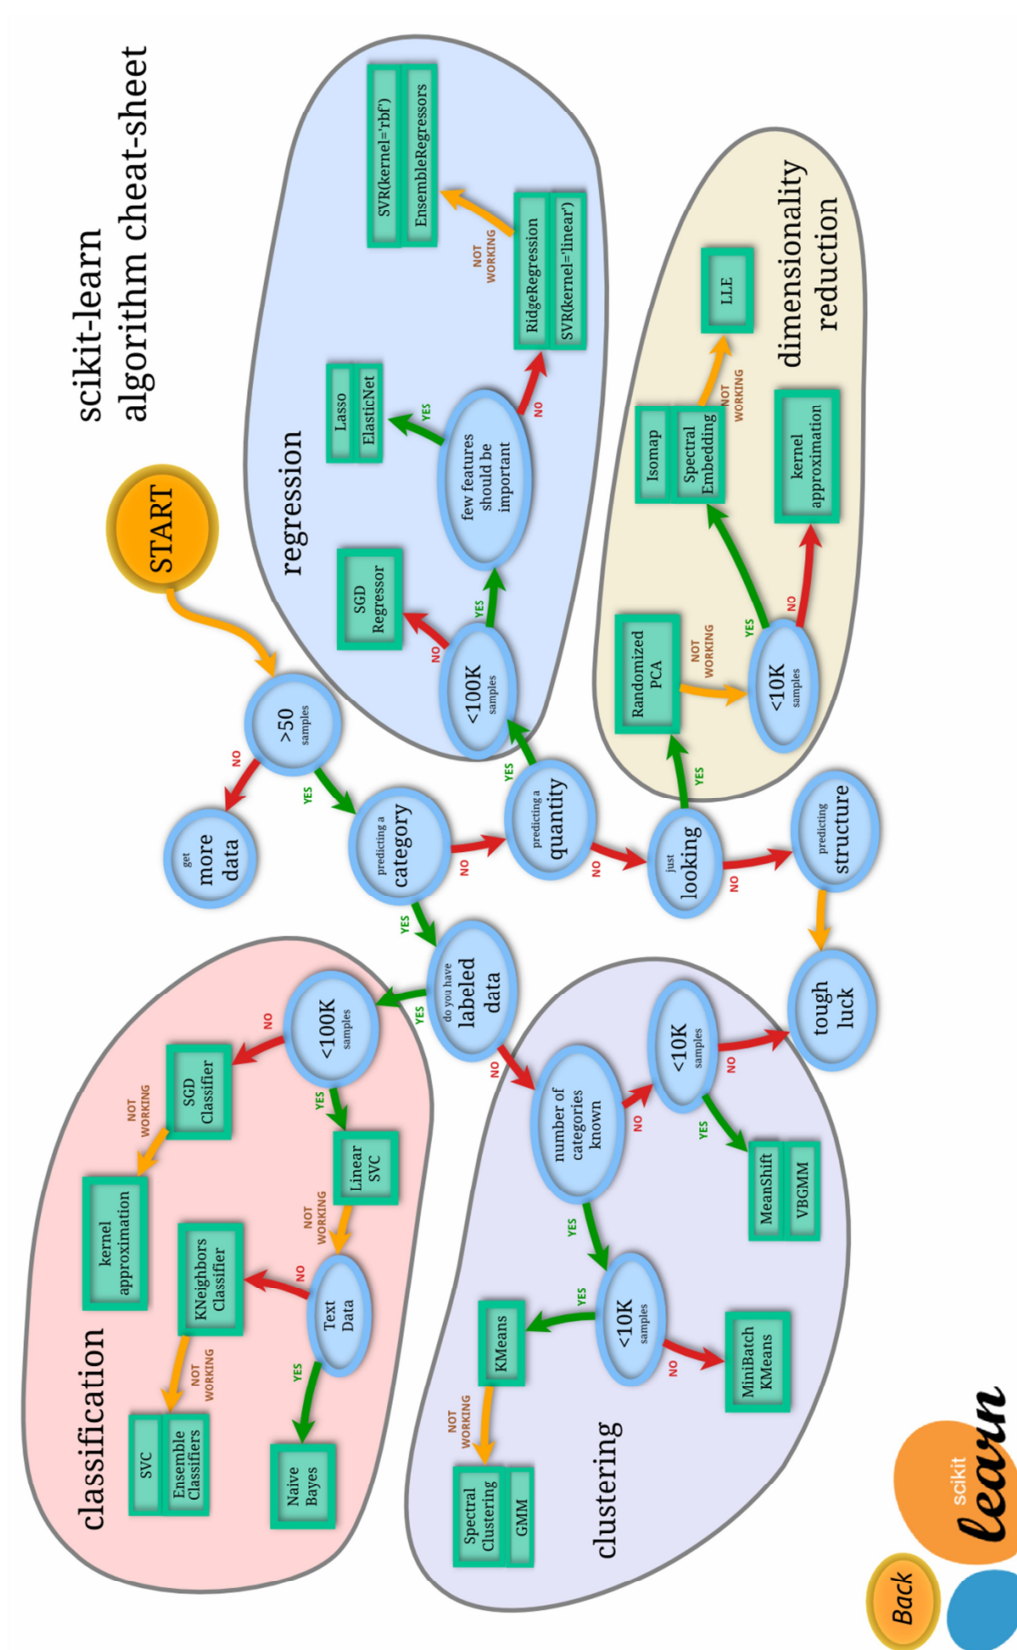 scikit-learn
algorithm cheat-sheet
START
>50
samples
NO
YES
get
more
data
predicting a
category
YES
NO
do you have
labeled
data
YES
NO
predicting a
quantity
YES
NO
just
looking
YES
NO
predicting
structure
tough
luck
classification
<100K
samples
NO
YES
SGD
Classifier
NOT
WORKING
kernel
approximation
Linear
SVC
NOT
WORKING
Text
Data
NO
YES
KNeighbors
Classifier
NOT
WORKING
SVC
Ensemble
Classifiers
Naive
Bayes
clustering
number of
categories
known
YES
NO
<10K
samples
YES
NO
KMeans
NOT
WORKING
Spectral
Clustering
GMM
MiniBatch
KMeans
<10K
samples
YES
NO
MeanShift
VBGMM
regression
<100K
samples
NO
YES
SGD
Regressor
few features
should be
important
YES
NO
Lasso
ElasticNet
RidgeRegression
SVR(kernel='linear')
NOT
WORKING
SVR(kernel='rbf')
EnsembleRegressors
dimensionality
reduction
Randomized
PCA
NOT
WORKING
<10K
samples
YES
NO
Isomap
Spectral
Embedding
NOT
WORKING
LLE
kernel
approximation
Back
scikit
learn